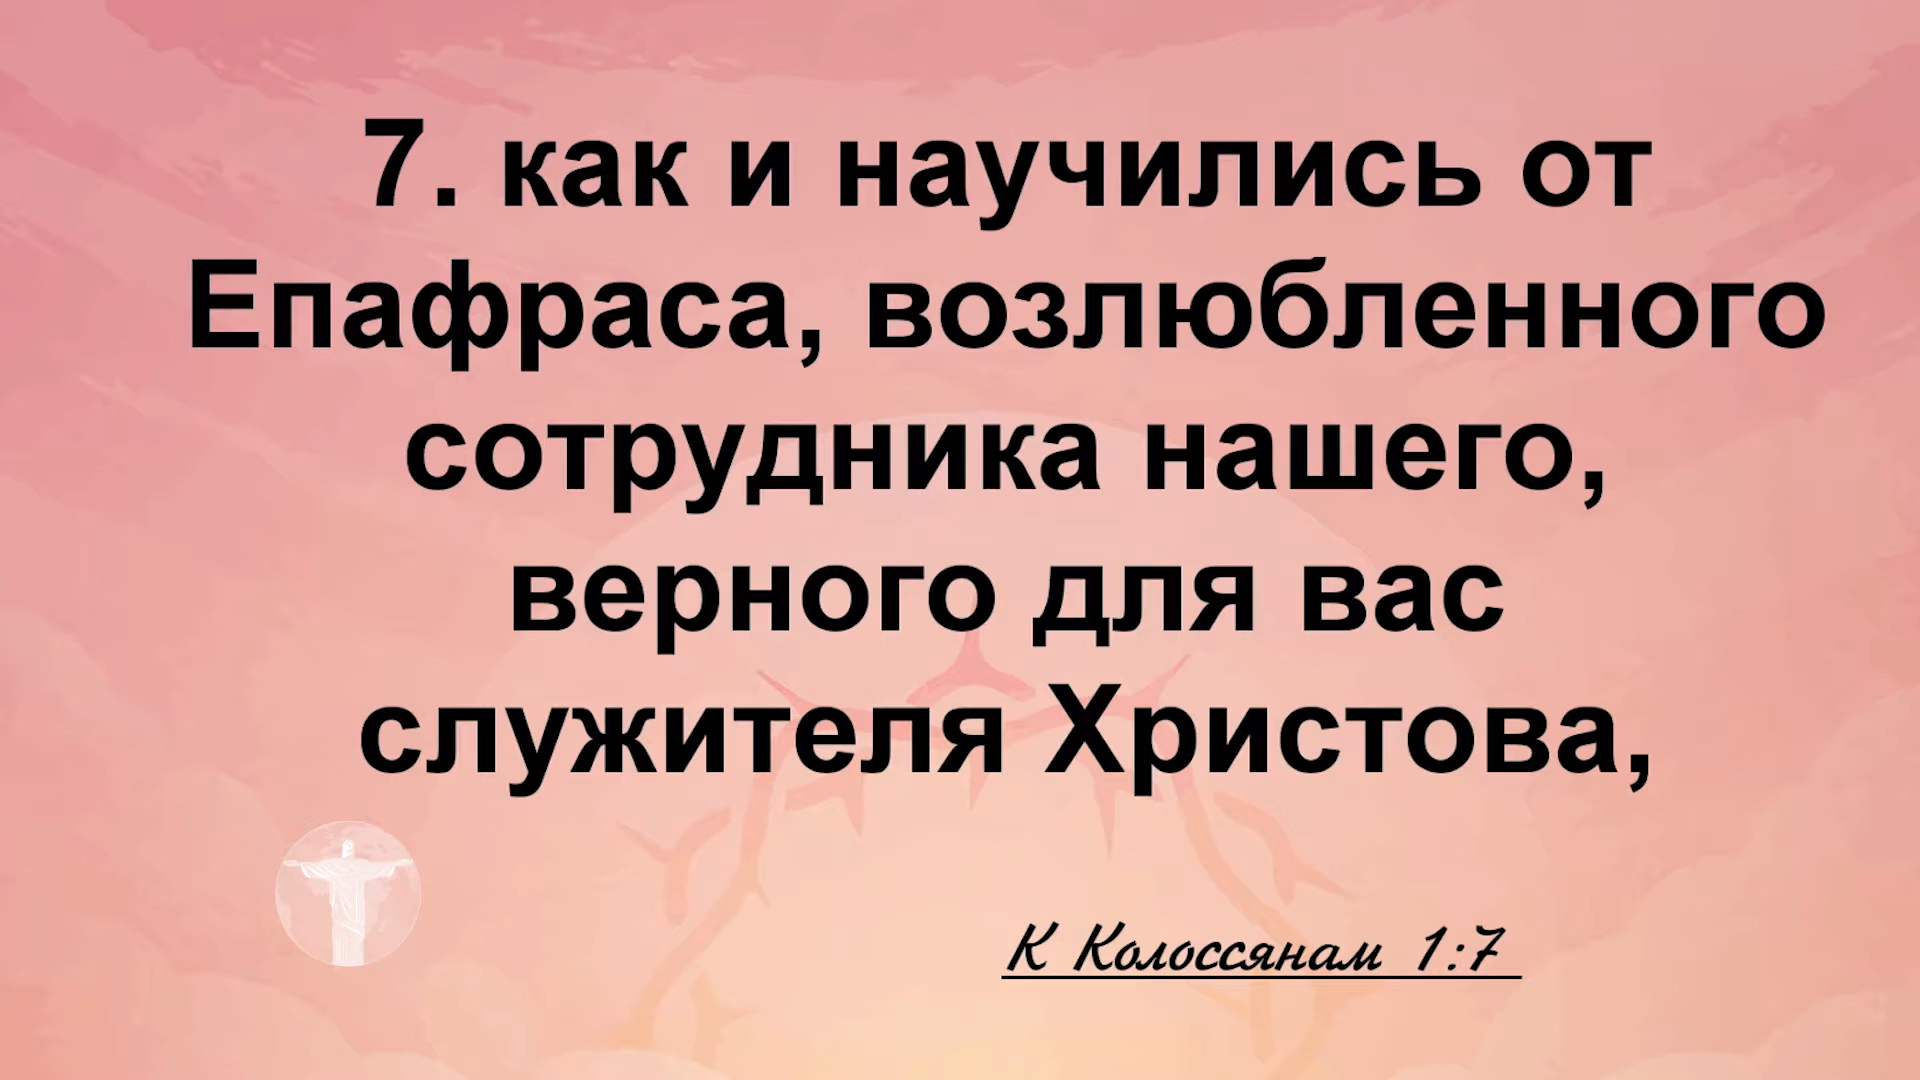 7. как и научились от
Епафраса, возлюбленного
сотрудника нашего,
верного для вас
служителя Христова,
К Колоссянам 1:7